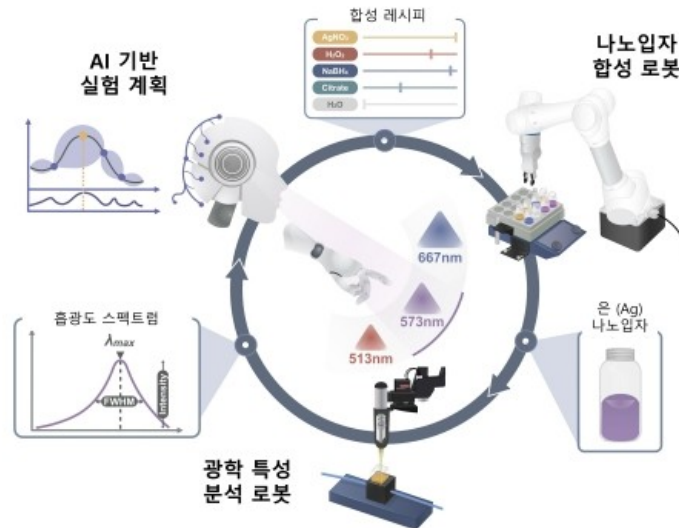 합성 레시피
AgNO₃
H₂O₂
NaBH₄
Citrate
H₂O
AI 기반
실험 계획
나노입자
합성 로봇
667nm
573nm
513nm
흡광도 스펙트럼
λmax
FWHM
Intensity
은 (Ag)
나노입자
광학 특성
분석 로봇